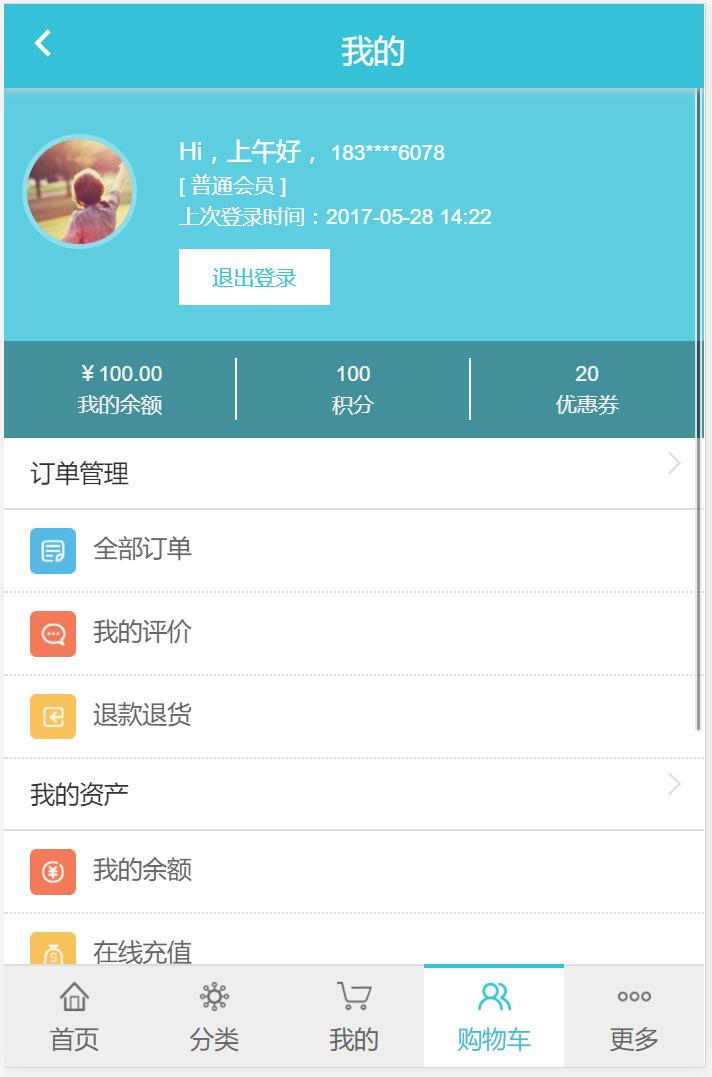 我的
Hi，上午好， 183****6078
[ 普通会员 ]
上次登录时间：2017-05-28 14:22
退出登录
¥ 100.00
我的余额
100
积分
20
优惠券
订单管理
全部订单
我的评价
退款退货
我的资产
我的余额
在线充值
首页
分类
我的
购物车
更多